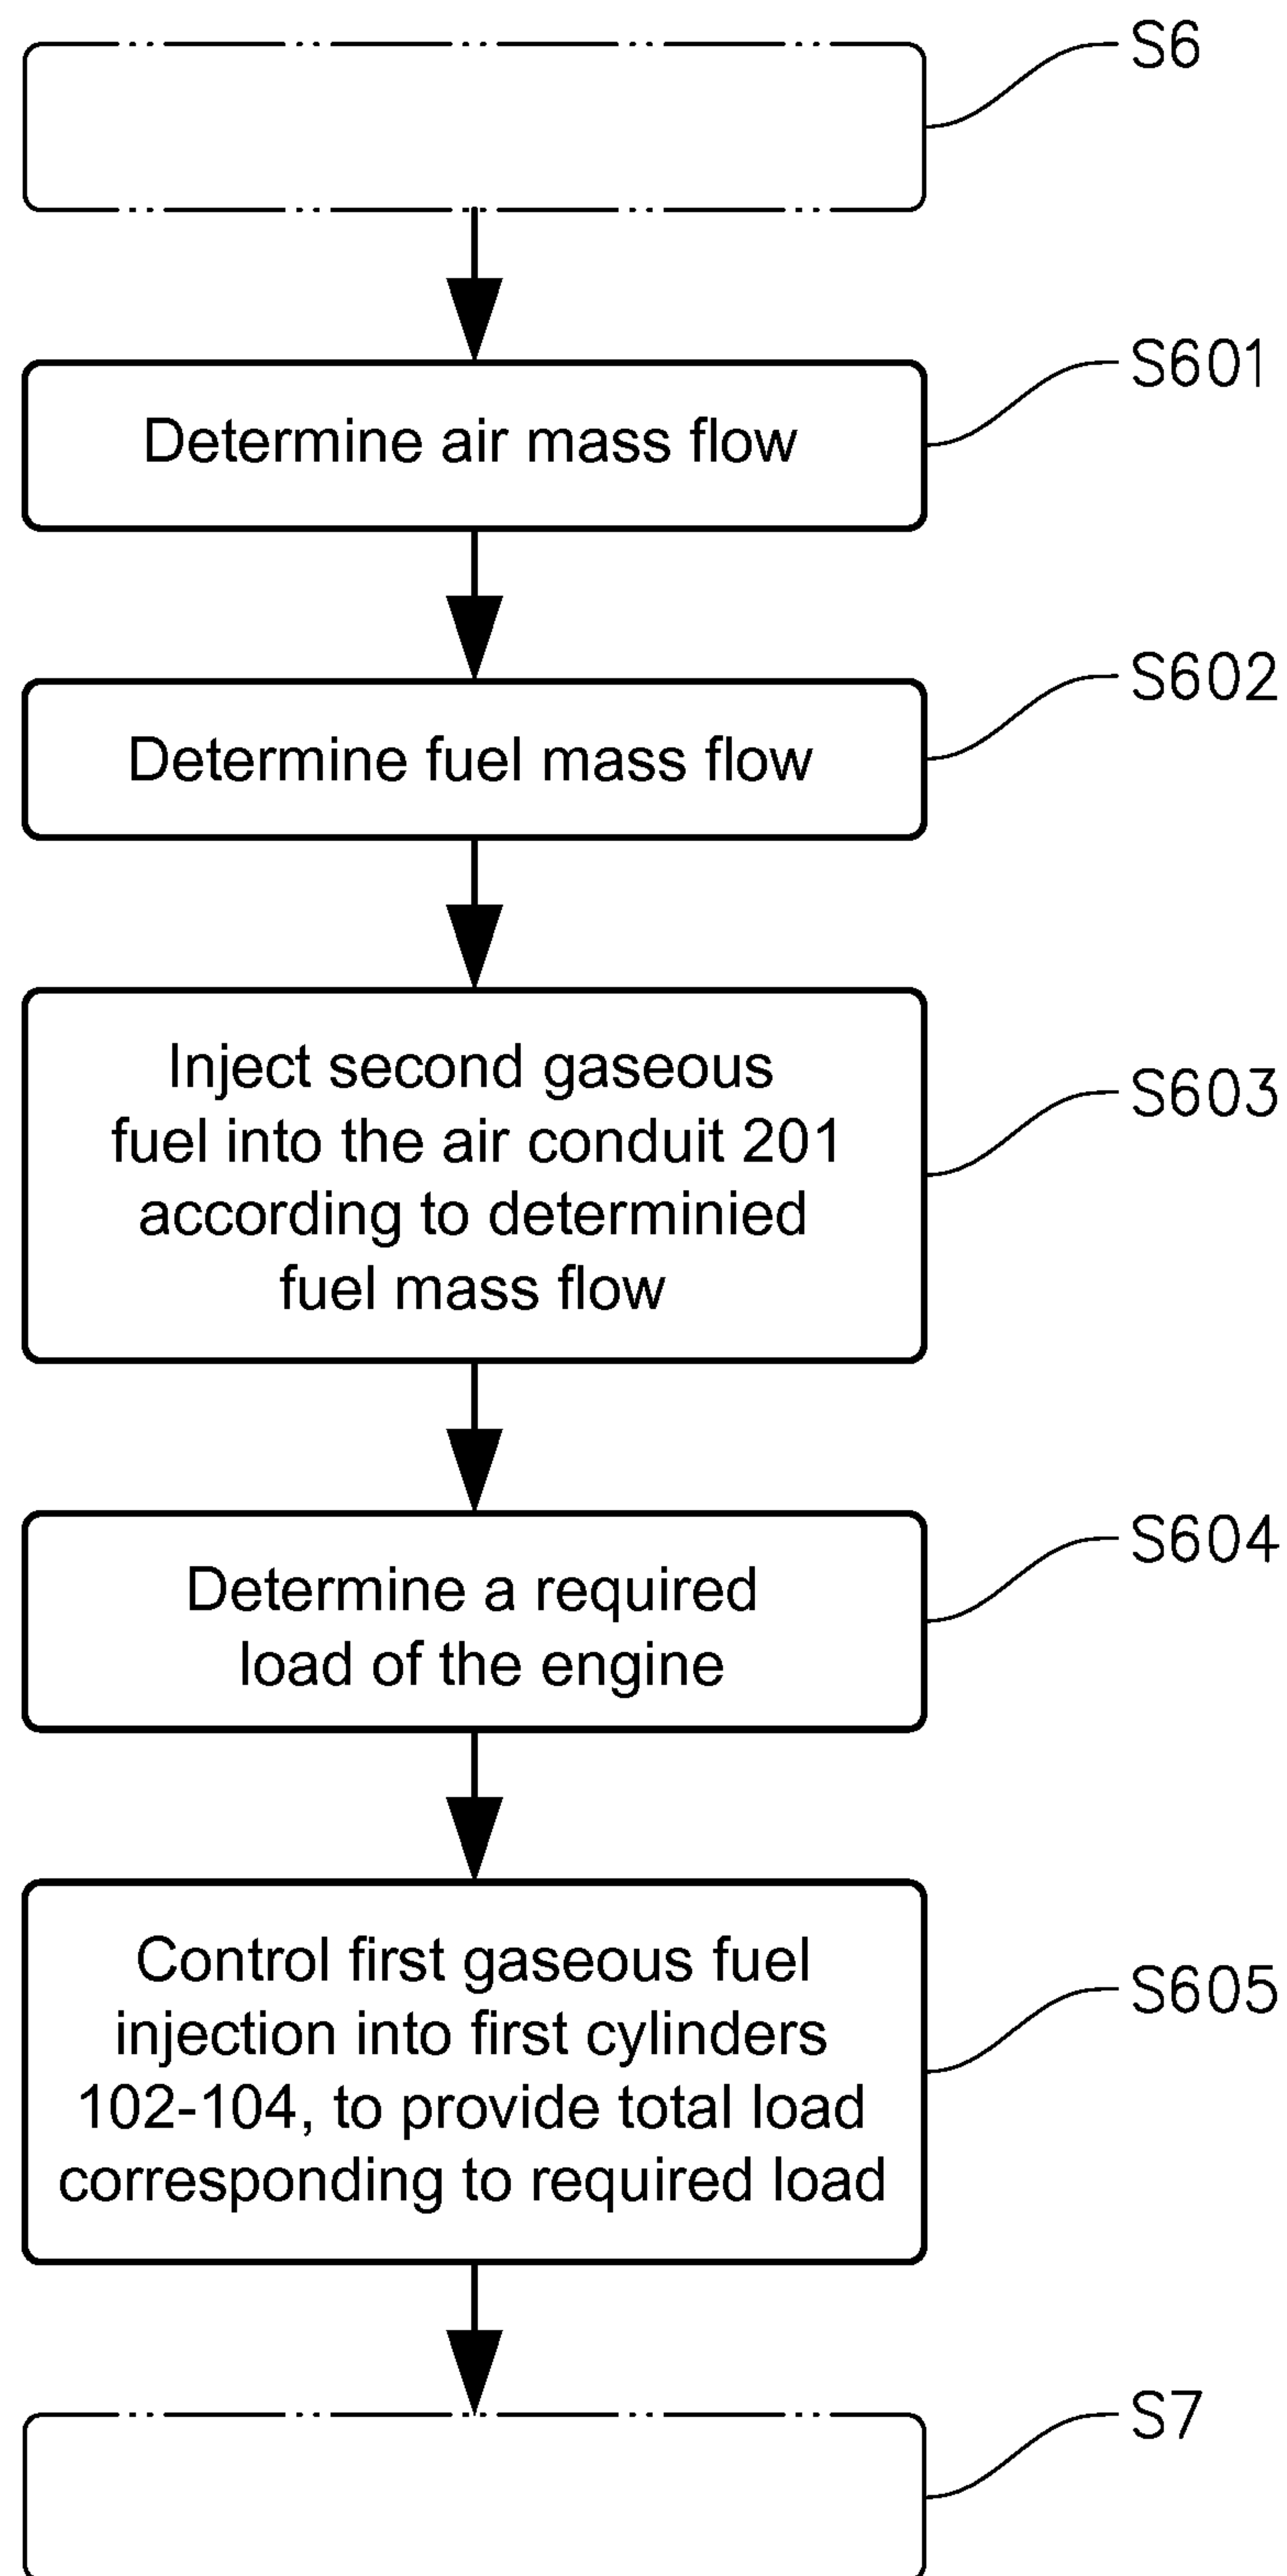 S6
S601
Determine air mass flow
S602
Determine fuel mass flow
S603
Inject second gaseous
fuel into the air conduit 201
according to determinied
fuel mass flow
S604
Determine a required
load of the engine
S605
Control first gaseous fuel
injection into first cylinders
102-104, to provide total load
corresponding to required load
S7